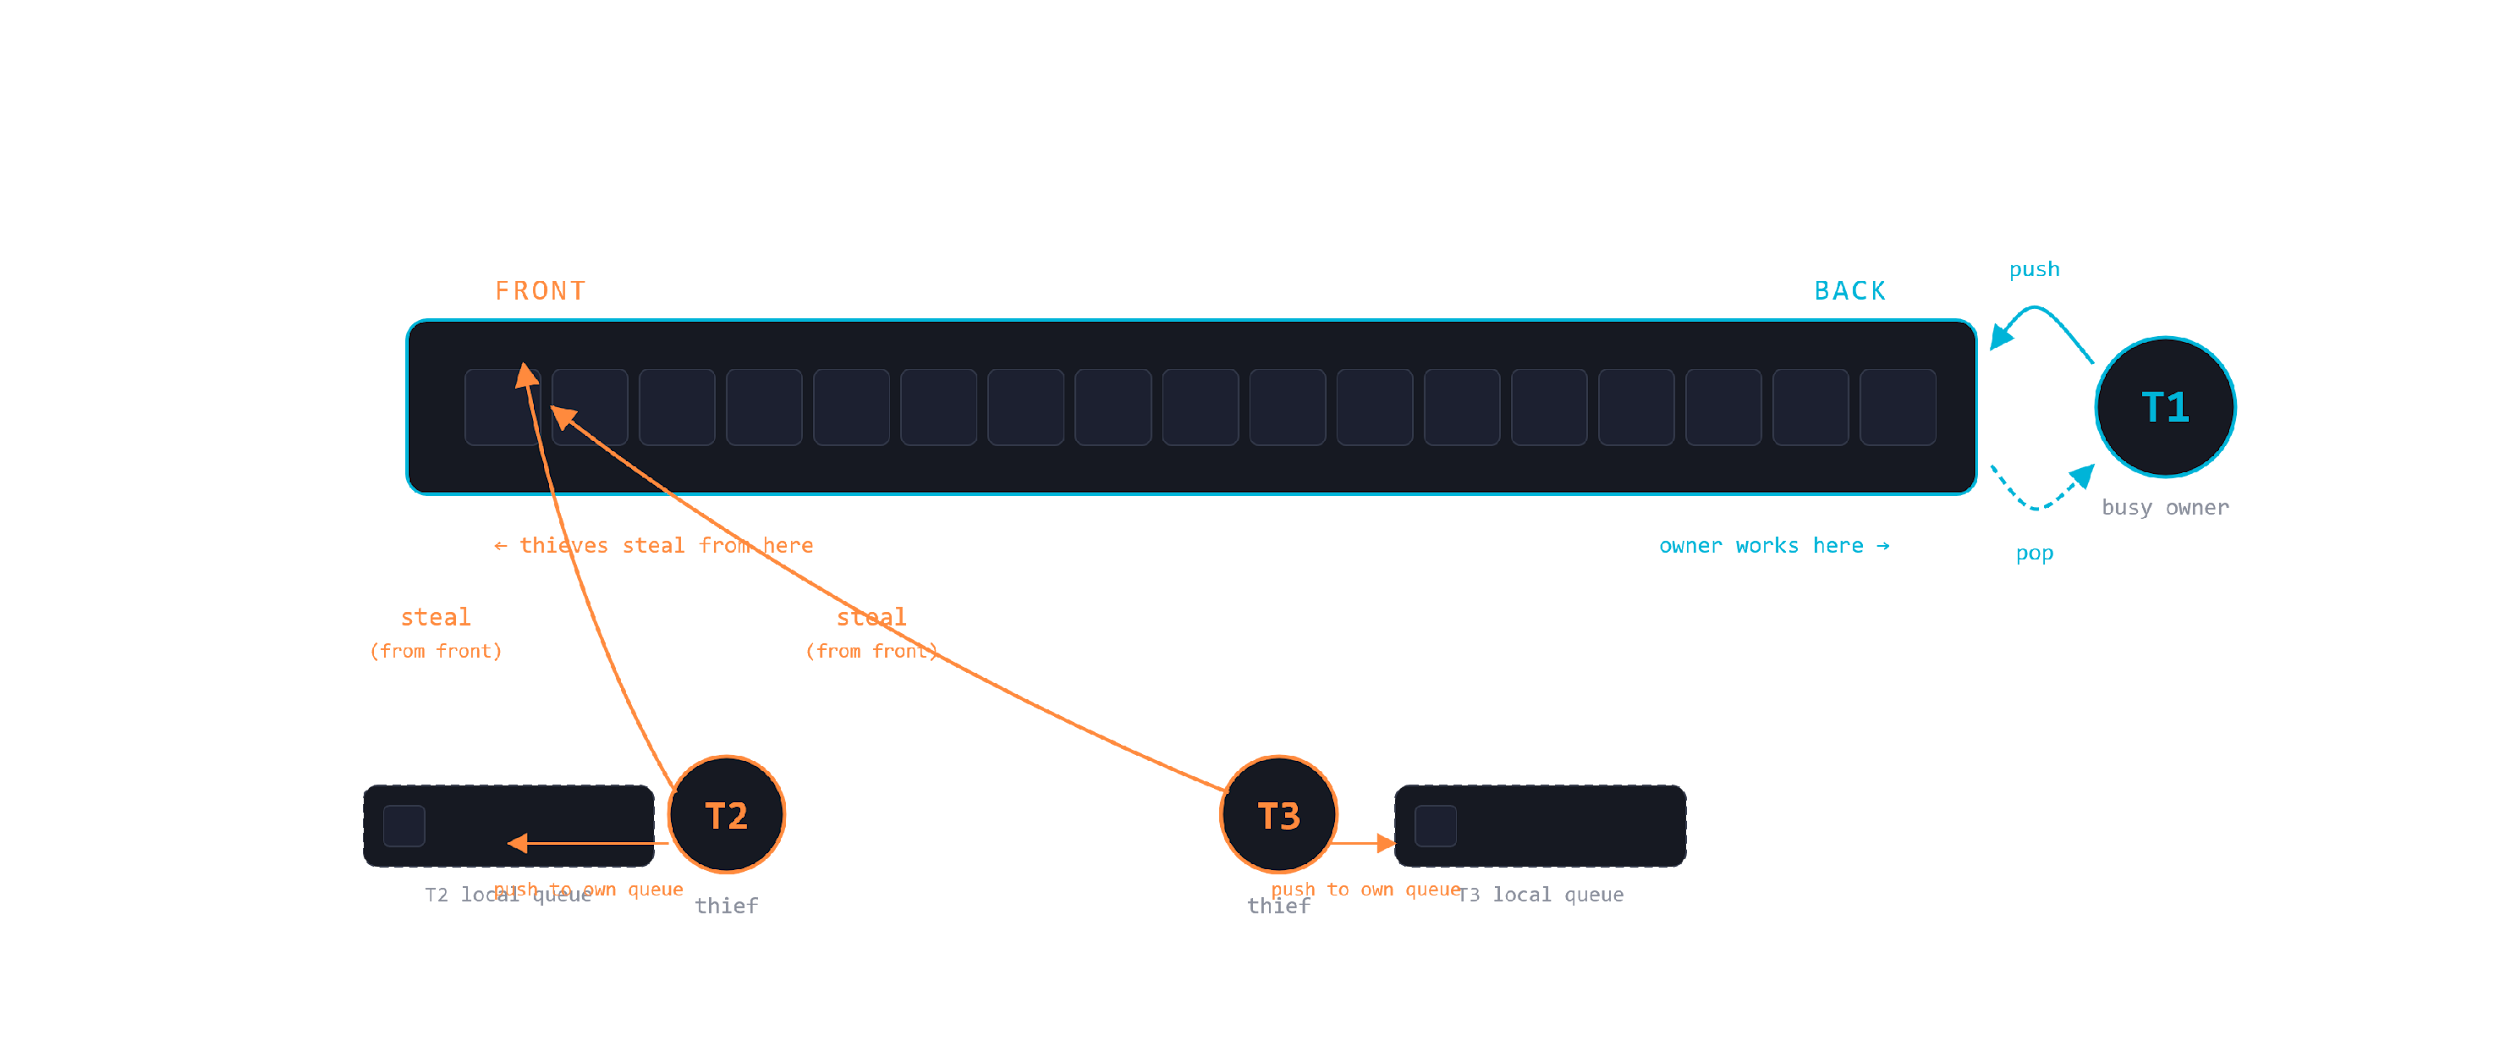 push
FRONT
BACK
T1
busy owner
← thieves steal from here
owner works here →
pop
steal
(from front)
steal
(from front)
T2
T3
push to own queue
T2 local queue
thief
push to own queue
T3 local queue
thief